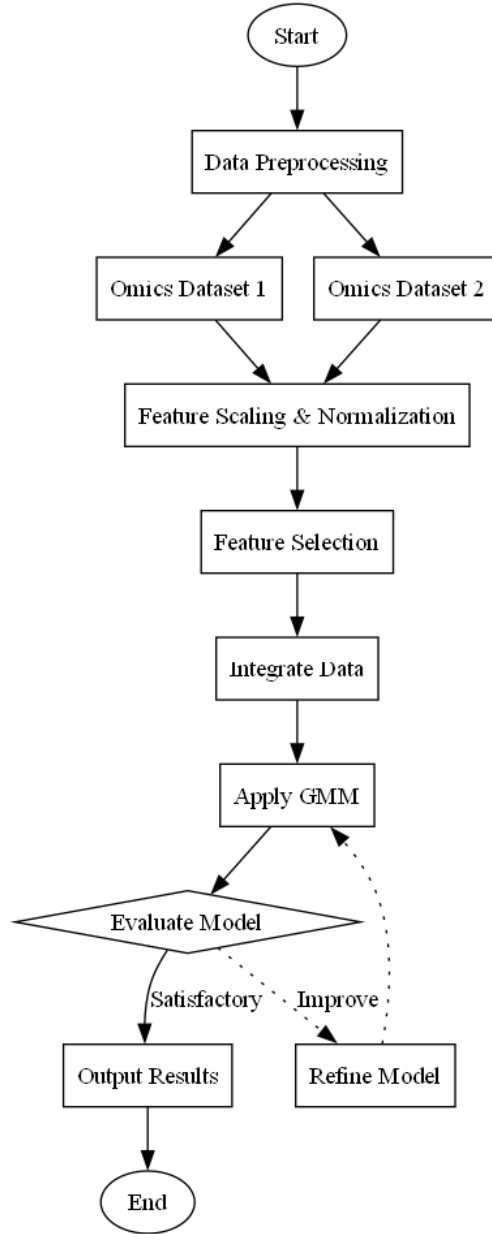 Start
Data Preprocessing
Omics Dataset 1
Omics Dataset 2
Feature Scaling & Normalization
Feature Selection
Integrate Data
Apply GMM
Evaluate Model
Satisfactory
Improve
Output Results
Refine Model
End